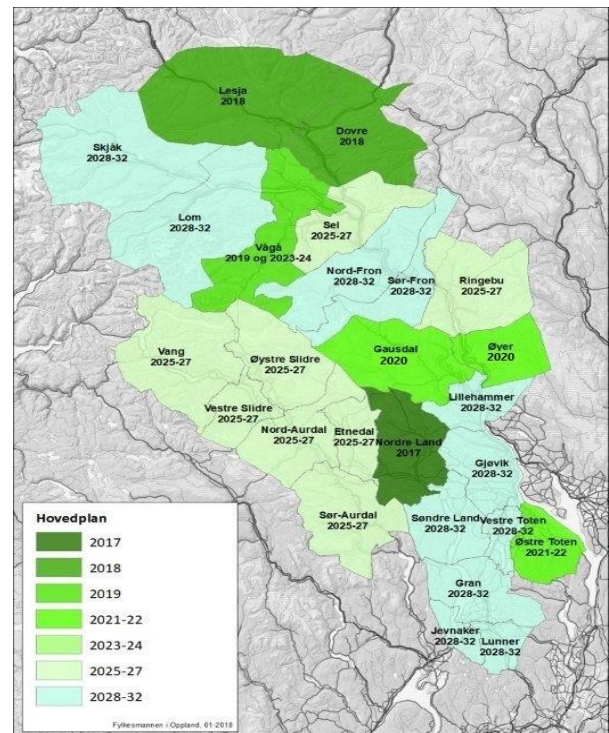 Lesja
2018
Dovre
2018
Skjåk
2028-32
Lom
2028-32
Sel
2025-27
Vågå
2019 og 2023-24
Nord-Fron
2028-32
Sør-Fron
2028-32
Ringebu
2025-27
Vang
2025-27
Øystre Slidre
2025-27
Gausdal
2020
Øyer
2020
Lillehammer
2028-32
Vestre Slidre
2025-27
Nord-Aurdal
2025-27
Etnedal
2025-27
Nordre Land
2017
Gjøvik
2028-32
Sør-Aurdal
2025-27
Søndre Land
2028-32
Vestre Toten
2028-32
Østre Toten
2021-22
Gran
2028-32
Jevnaker
2028-32
Lunner
2028-32
Hovedplan
2017
2018
2019
2021-22
2023-24
2025-27
2028-32
Fylkesmannen i Oppland, 01-2018